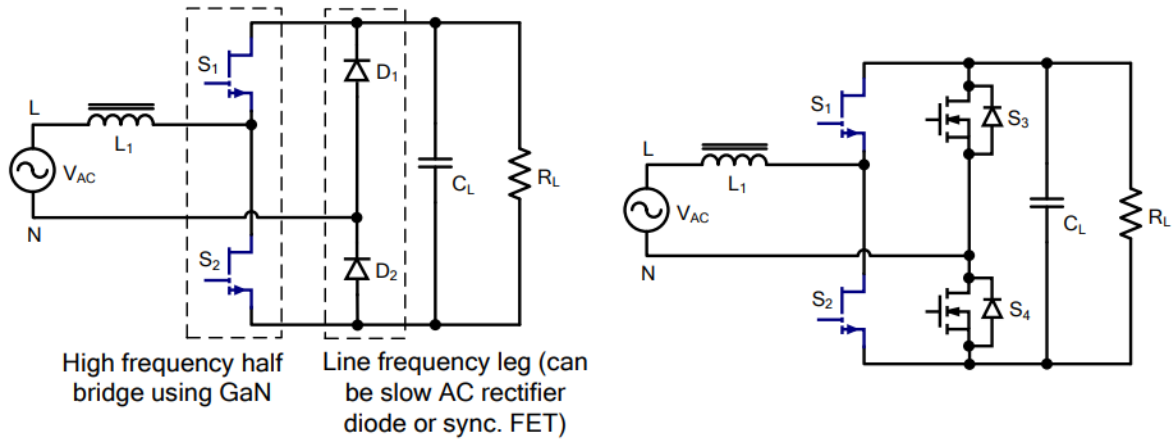 S1
D1
L
L1
VAC
CL
RL
N
S2
D2
High frequency half
bridge using GaN
Line frequency leg (can
be slow AC rectifier
diode or sync. FET)
S1
S3
L
L1
VAC
CL
RL
N
S2
S4